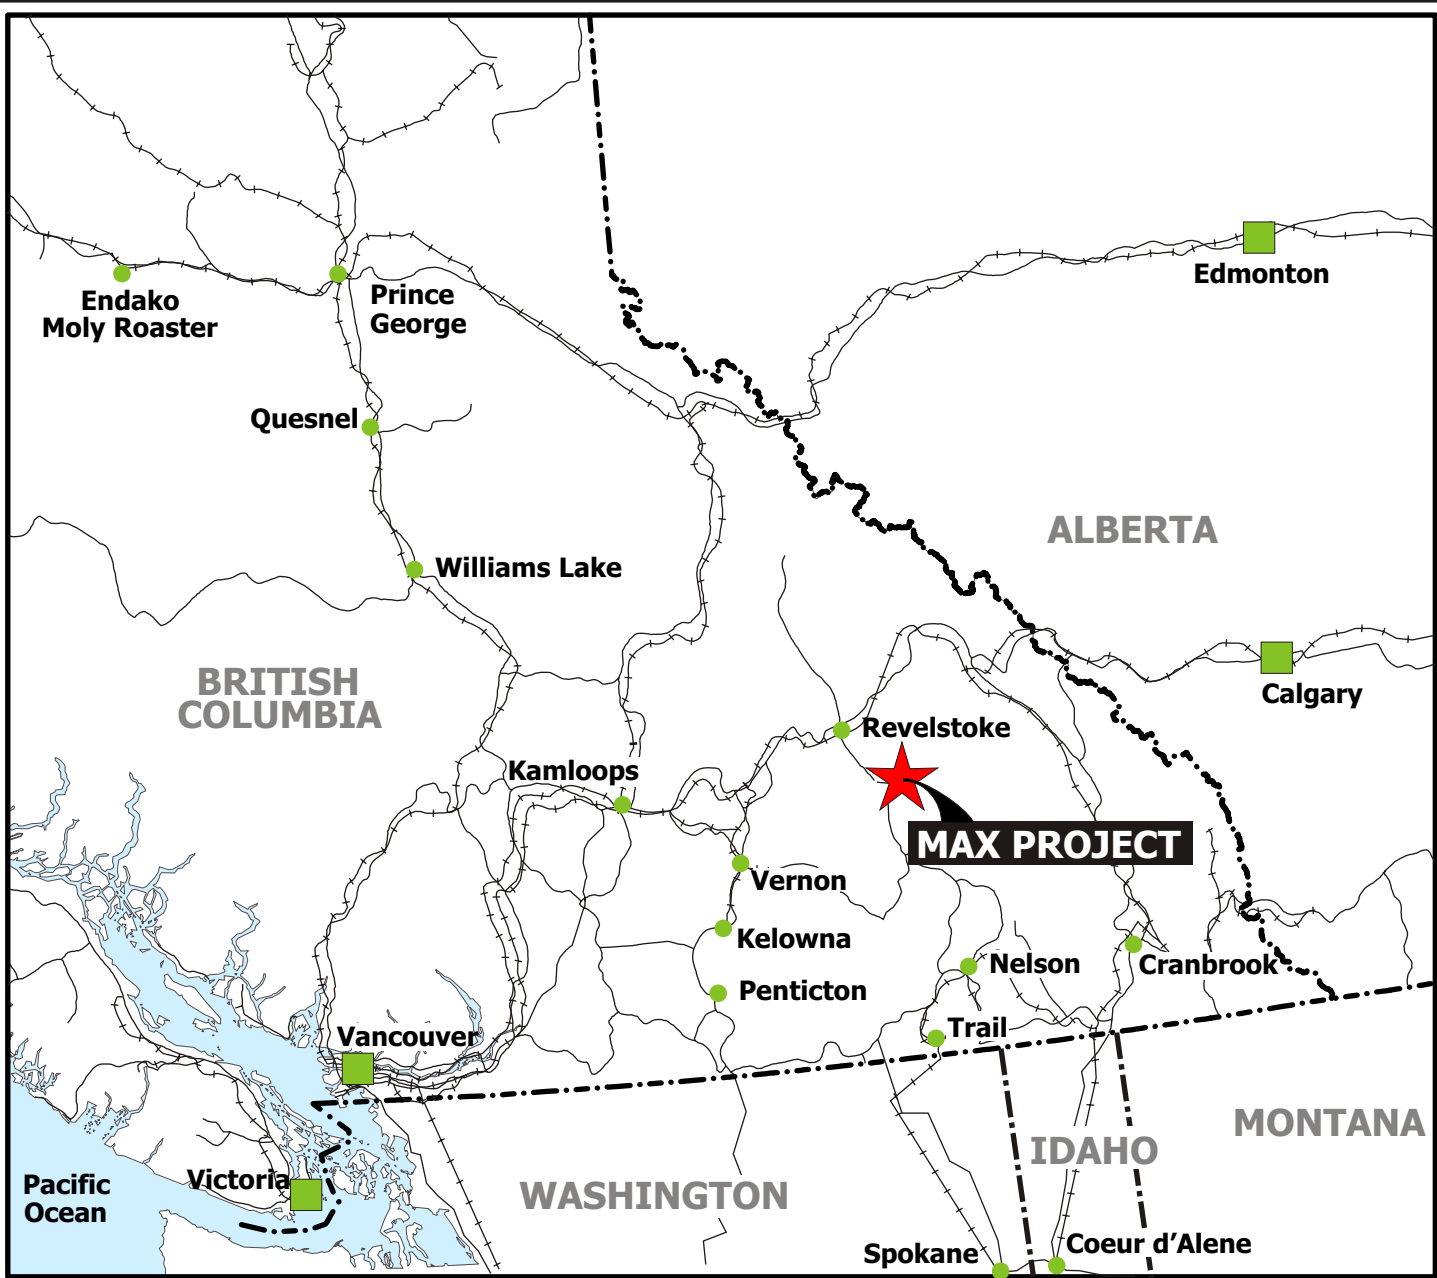 Edmonton
Endako
Moly Roaster
Prince
George
Quesnel
ALBERTA
Williams Lake
BRITISH
COLUMBIA
Calgary
Revelstoke
Kamloops
MAX PROJECT
Vernon
Kelowna
Nelson
Cranbrook
Penticton
Vancouver
Trail
MONTANA
IDAHO
Victoria
Pacific
Ocean
WASHINGTON
Spokane
Coeur d’Alene